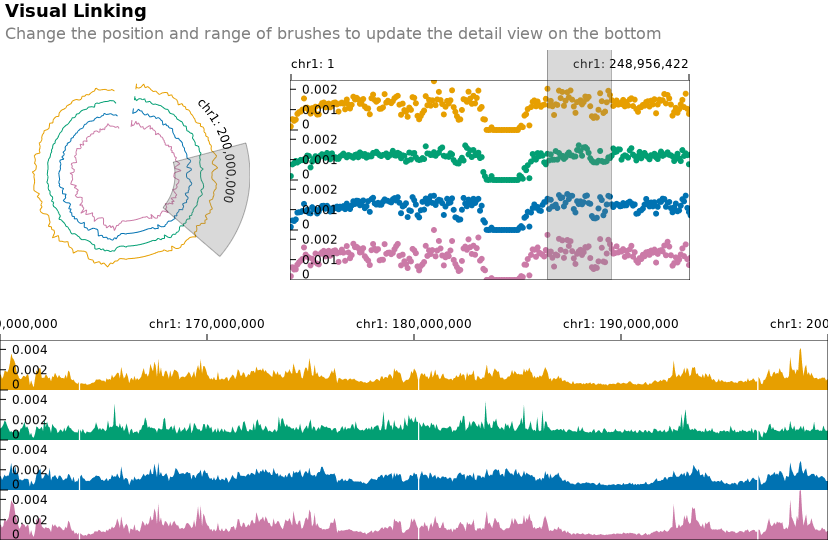 Visual Linking
Change the position and range of brushes to update the detail view on the bottom
chr1: 200,000,000
chr1: 1
chr1: 248,956,422
0.002
0.001
0
0.002
0.001
0
0.002
0.001
0
0.002
0.001
0
0,000,000
chr1: 170,000,000
chr1: 180,000,000
chr1: 190,000,000
chr1: 200
0.004
0.002
0
0.004
0.002
0
0.004
0.002
0
0.004
0.002
0